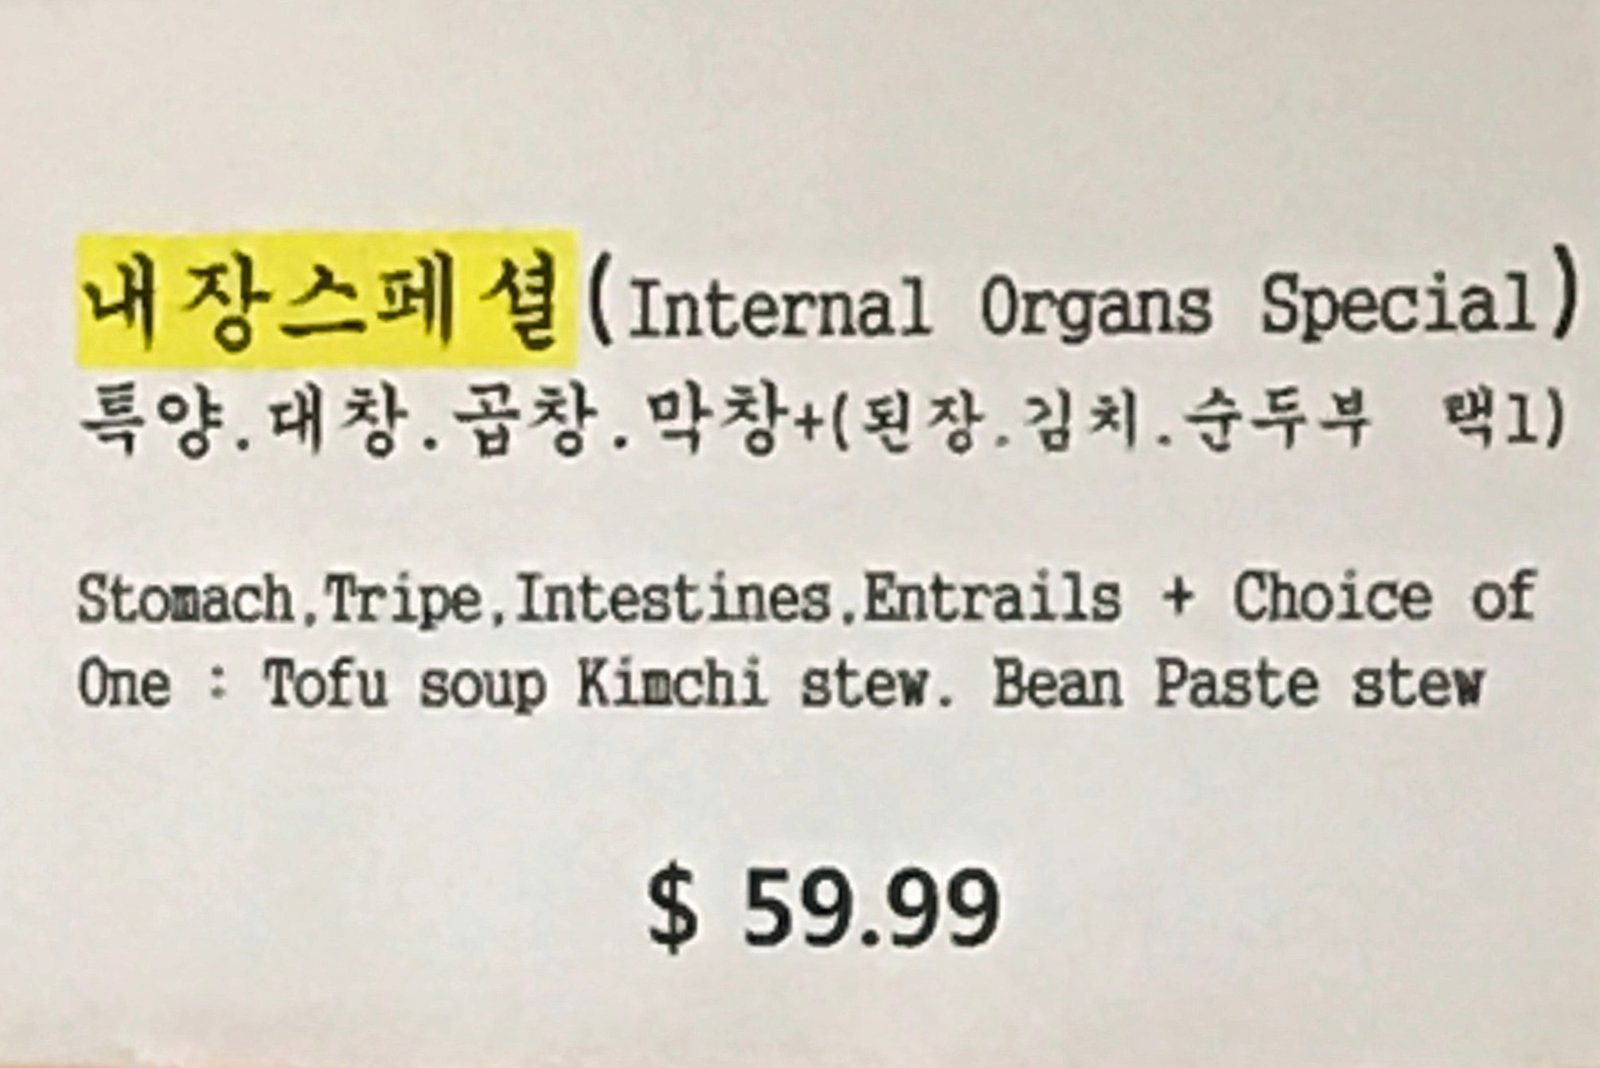 내장스페셜(Internal Organs Special)
특양.대창.곱창.막창+(된장.김치.순두부 택1)
Stomach,Tripe,Intestines,Entrails + Choice of
One : Tofu soup Kimchi stew. Bean Paste stew
$ 59.99